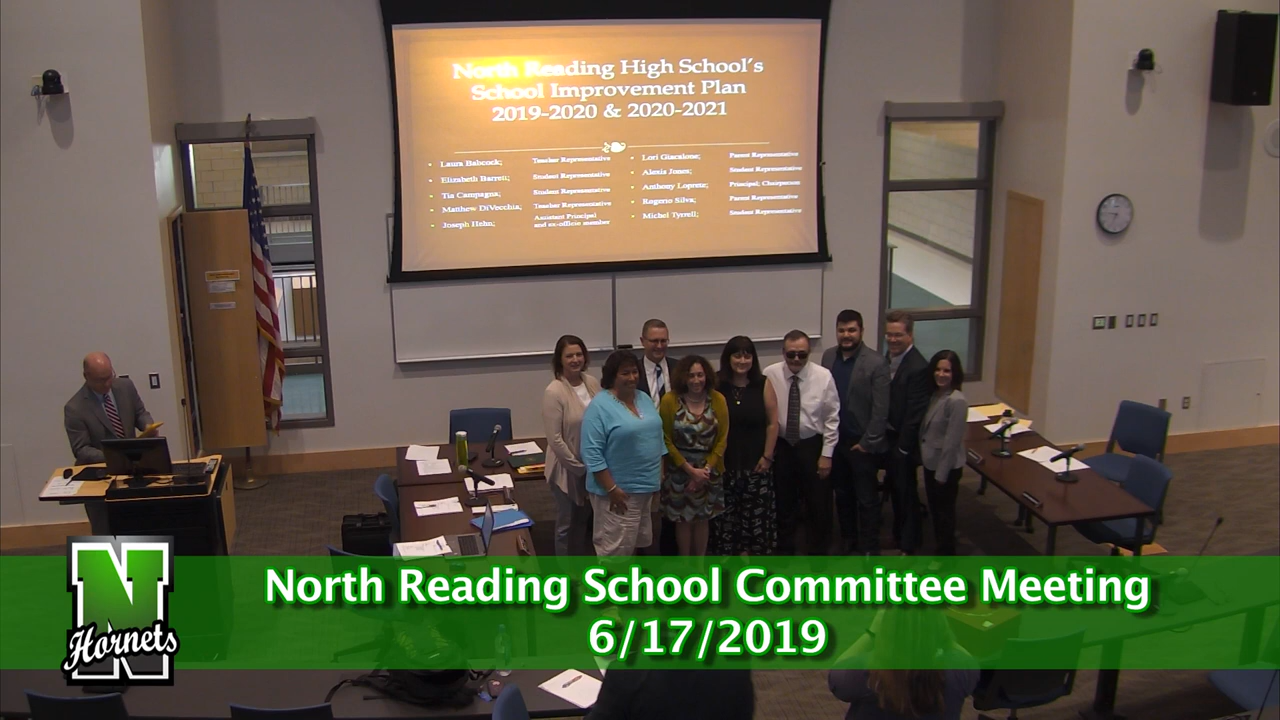 North Reading High School's
School Improvement Plan
2019-2020 & 2020-2021
Laura Babcock; Teacher Representative
Elizabeth Barrett; Student Representative
Tia Campagna; Student Representative
Matthew DiVecchia; Teacher Representative
Joseph Hehn; Assistant Principal
and ex-officio member
Lori Giacalone; Parent Representative
Alexis Jones; Student Representative
Anthony Loprete; Principal; Chairperson
Rogerio Silva; Parent Representative
Michel Tyrrell; Student Representative
N
Hornets
North Reading School Committee Meeting
6/17/2019